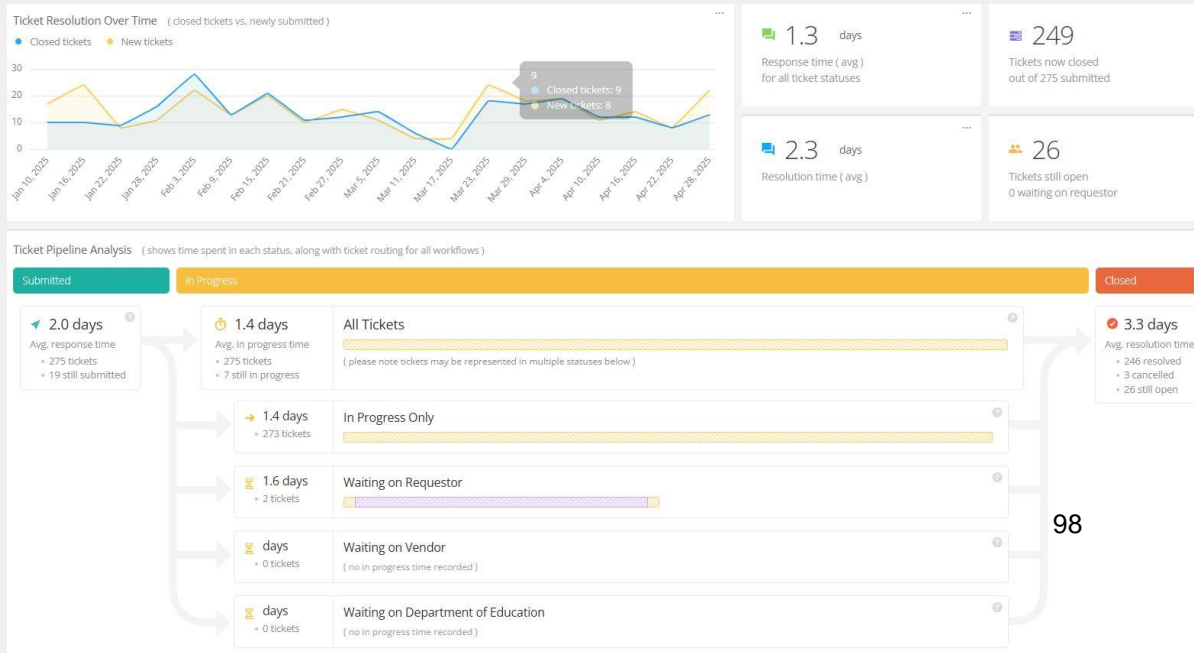 Ticket Resolution Over Time ( closed tickets vs. newly submitted )
...
Closed tickets New tickets
30
20
10
0
9
Closed tickets: 9
New tickets: 8
Jan 10, 2025
Jan 16, 2025
Jan 22, 2025
Jan 28, 2025
Feb 3, 2025
Feb 9, 2025
Feb 15, 2025
Feb 21, 2025
Feb 27, 2025
Mar 5, 2025
Mar 11, 2025
Mar 17, 2025
Mar 23, 2025
Mar 29, 2025
Apr 4, 2025
Apr 10, 2025
Apr 16, 2025
Apr 22, 2025
Apr 28, 2025
...
1.3 days
Response time ( avg )
for all ticket statuses
249
Tickets now closed
out of 275 submitted
...
2.3 days
Resolution time ( avg )
26
Tickets still open
0 waiting on requestor
Ticket Pipeline Analysis ( shows time spent in each status, along with ticket routing for all workflows )
Submitted
In Progress
Closed
2.0 days
?
Avg. response time
275 tickets
19 still submitted
1.4 days
Avg. in progress time
275 tickets
7 still in progress
All Tickets
?
( please note tickets may be represented in multiple statuses below )
3.3 days
Avg. resolution time
246 resolved
3 cancelled
26 still open
1.4 days
273 tickets
In Progress Only
?
1.6 days
2 tickets
Waiting on Requestor
?
98
days
0 tickets
Waiting on Vendor
?
( no in progress time recorded )
days
0 tickets
Waiting on Department of Education
?
( no in progress time recorded )